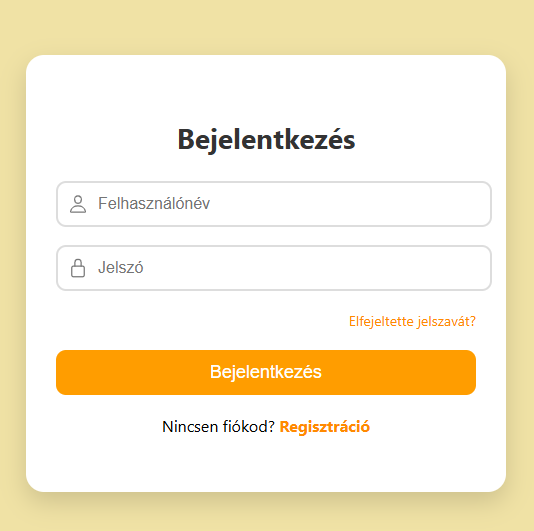 Bejelentkezés
Felhasználónév
Jelszó
Elfejeltette jelszavát?
Bejelentkezés
Nincsen fiókod? Regisztráció